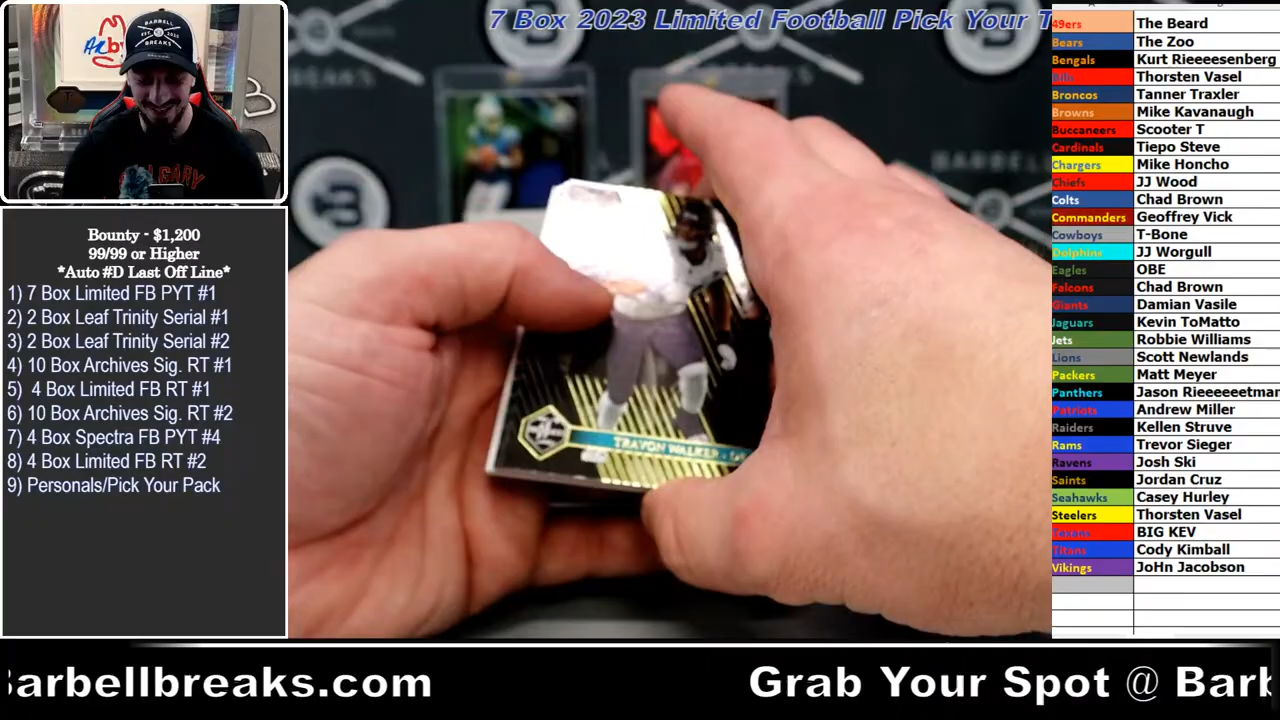 7 Box 2023 Limited Football Pick Your T
Bounty - $1,200
99/99 or Higher
*Auto #D Last Off Line*
1) 7 Box Limited FB PYT #1
2) 2 Box Leaf Trinity Serial #1
3) 2 Box Leaf Trinity Serial #2
4) 10 Box Archives Sig. RT #1
5) 4 Box Limited FB RT #1
6) 10 Box Archives Sig. RT #2
7) 4 Box Spectra FB PYT #4
8) 4 Box Limited FB RT #2
9) Personals/Pick Your Pack
TRAVON WALKER
49ers The Beard
Bears The Zoo
Bengals Kurt Rieeeesenberg
Bills Thorsten Vasel
Broncos Tanner Traxler
Browns Mike Kavanaugh
Buccaneers Scooter T
Cardinals Tiepo Steve
Chargers Mike Honcho
Chiefs JJ Wood
Colts Chad Brown
Commanders Geoffrey Vick
Cowboys T-Bone
Dolphins JJ Worgull
Eagles OBE
Falcons Chad Brown
Giants Damian Vasile
Jaguars Kevin ToMatto
Jets Robbie Williams
Lions Scott Newlands
Packers Matt Meyer
Panthers Jason Rieeeeetman
Patriots Andrew Miller
Raiders Kellen Struve
Rams Trevor Sieger
Ravens Josh Ski
Saints Jordan Cruz
Seahawks Casey Hurley
Steelers Thorsten Vasel
Texans BIG KEV
Titans Cody Kimball
Vikings JoHn Jacobson
Barbellbreaks.com
Grab Your Spot @ Barb